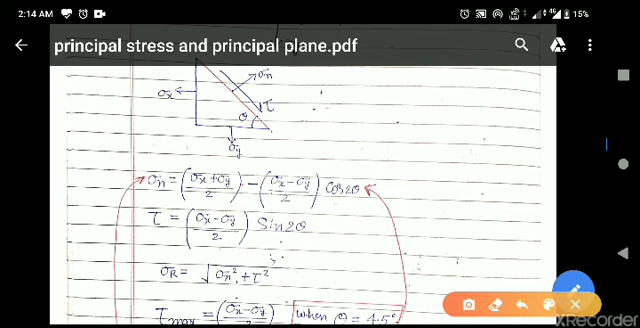 2:14 AM 4G 15%
principal stress and principal plane.pdf
σn
σx τ
θ
σy
σn = (σx+σy/2) − (σx−σy/2) Cos2θ
τ = (σx−σy/2) Sin2θ
σR = √σn² + τ²
τmax = (σx−σy/2) when θ = 45°
XRecorder